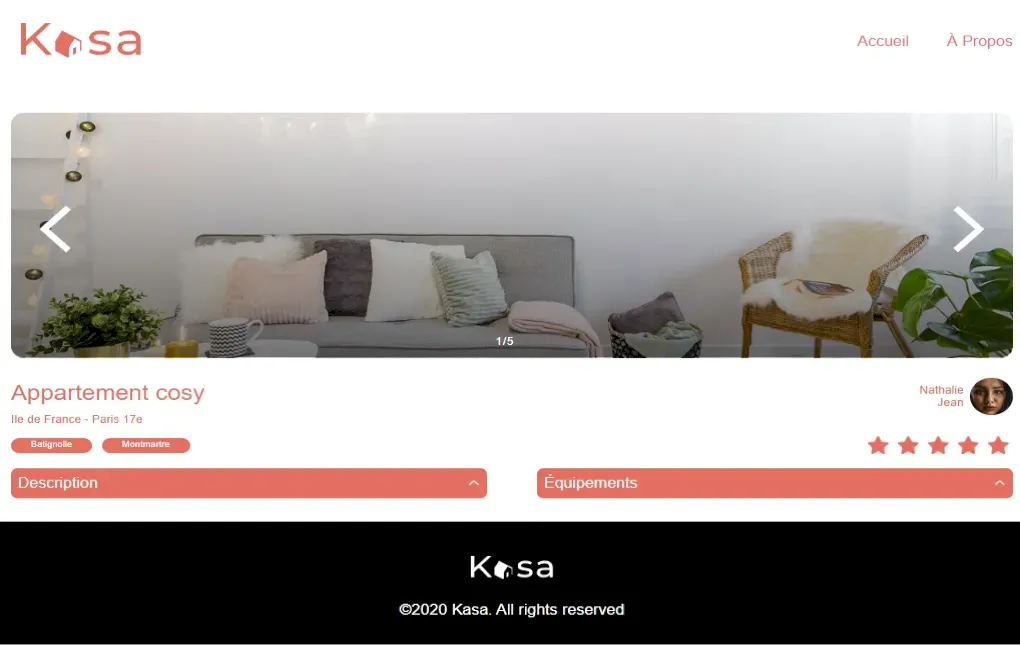 Kasa
Accueil À Propos
1/5
Appartement cosy
Nathalie
Jean
Ile de France - Paris 17e
Batignolle Montmartre
Description Équipements
Kasa
©2020 Kasa. All rights reserved